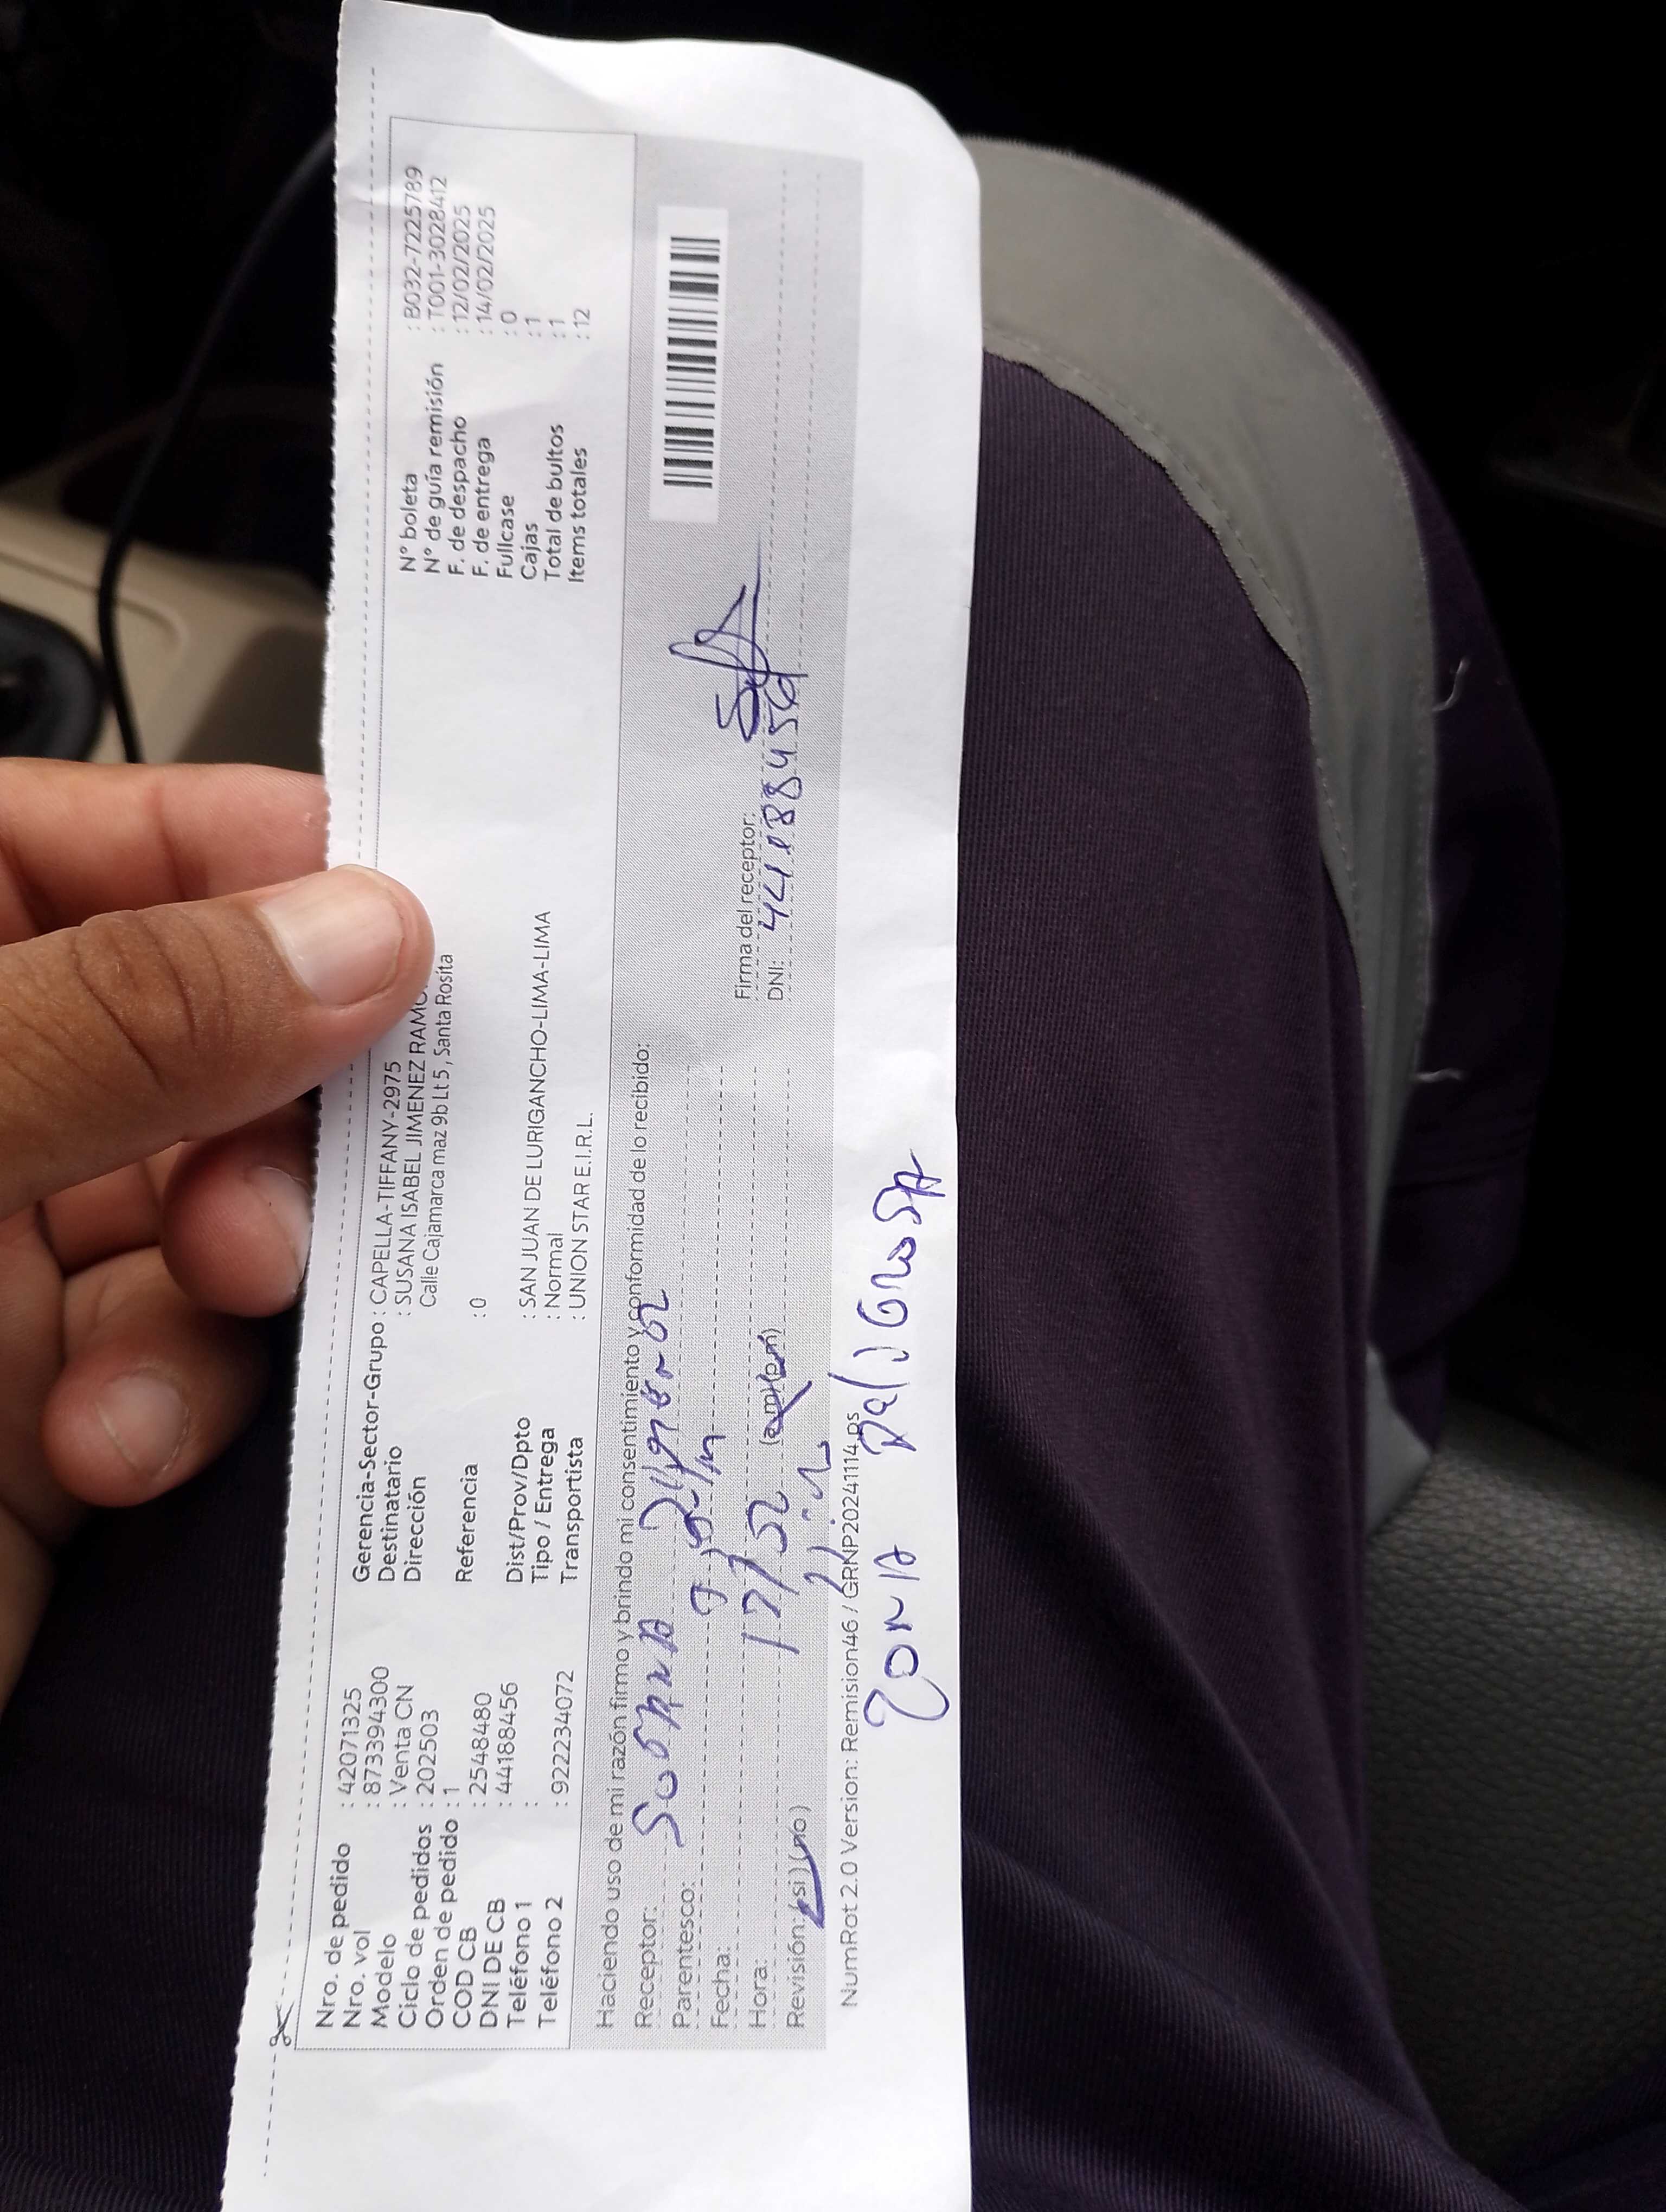 Nro. de pedido : 42071325
Nro. vol : 8733943​00
Modelo : Venta CN
Ciclo de pedidos : 202503
Orden de pedido : 1
COD CB : 2548480
DNI DE CB : 44188456
Teléfono 1 :
Teléfono 2 : 922234072
Gerencia-Sector-Grupo : CAPELLA-TIFFANY-2975
Destinatario : SUSANA ISABEL JIMENEZ
Dirección Calle Cajamarca maz 9b Lt 5, Santa Rosita
Referencia : 0
Dist/Prov/Dpto : SAN JUAN DE LURIGANCHO-LIMA-LIMA
Tipo / Entrega : Normal
Transportista : UNION STAR E.I.R.L.
N° boleta : B032-7225789
N° de guía remisión : T001-3028412
F. de despacho : 12/02/2025
F. de entrega : 14/02/2025
Fullcase : 0
Cajas : 1
Total de bultos : 1
Items totales : 12
Haciendo uso de mi razón firmo y brindo mi consentimiento y conformidad de lo recibido:
Receptor:
Parentesco:
Fecha:
Hora: (am)(pm)
Revisión: (si) (no)
Firma del receptor:
DNI: 44188456
NumRot 2.0 Version: Remision46 / GRNP20241114.ps